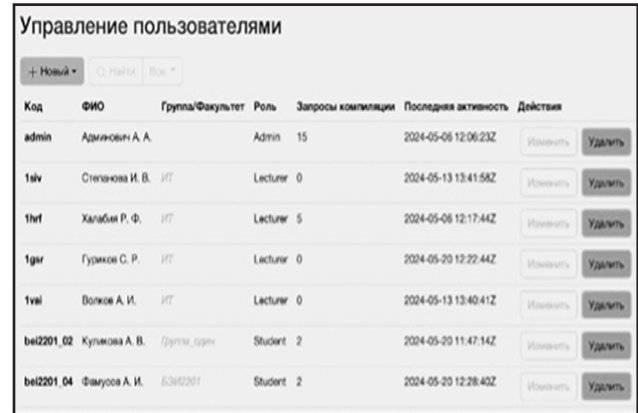 Управление пользователями
+ Новый Найти Все
Код ФИО Группа/Факультет Роль Запросы компиляции Последняя активность Действия
admin Админович А. А. Admin 15 2024-05-06 12:06:23Z Изменить Удалить
1siv Степанова И. В. ИТ Lecturer 0 2024-05-13 13:41:58Z Изменить Удалить
1hrf Халабия Р. Ф. ИТ Lecturer 5 2024-05-06 12:17:44Z Изменить Удалить
1gsr Гуриков С. Р. ИТ Lecturer 0 2024-05-20 12:22:44Z Изменить Удалить
1vai Волков А. И. ИТ Lecturer 0 2024-05-13 13:40:41Z Изменить Удалить
bei2201_02 Куликова А. В. Группа_один Student 2 2024-05-20 11:47:14Z Изменить Удалить
bei2201_04 Фамусов А. И. БЭИ2201 Student 2 2024-05-20 12:28:40Z Изменить Удалить